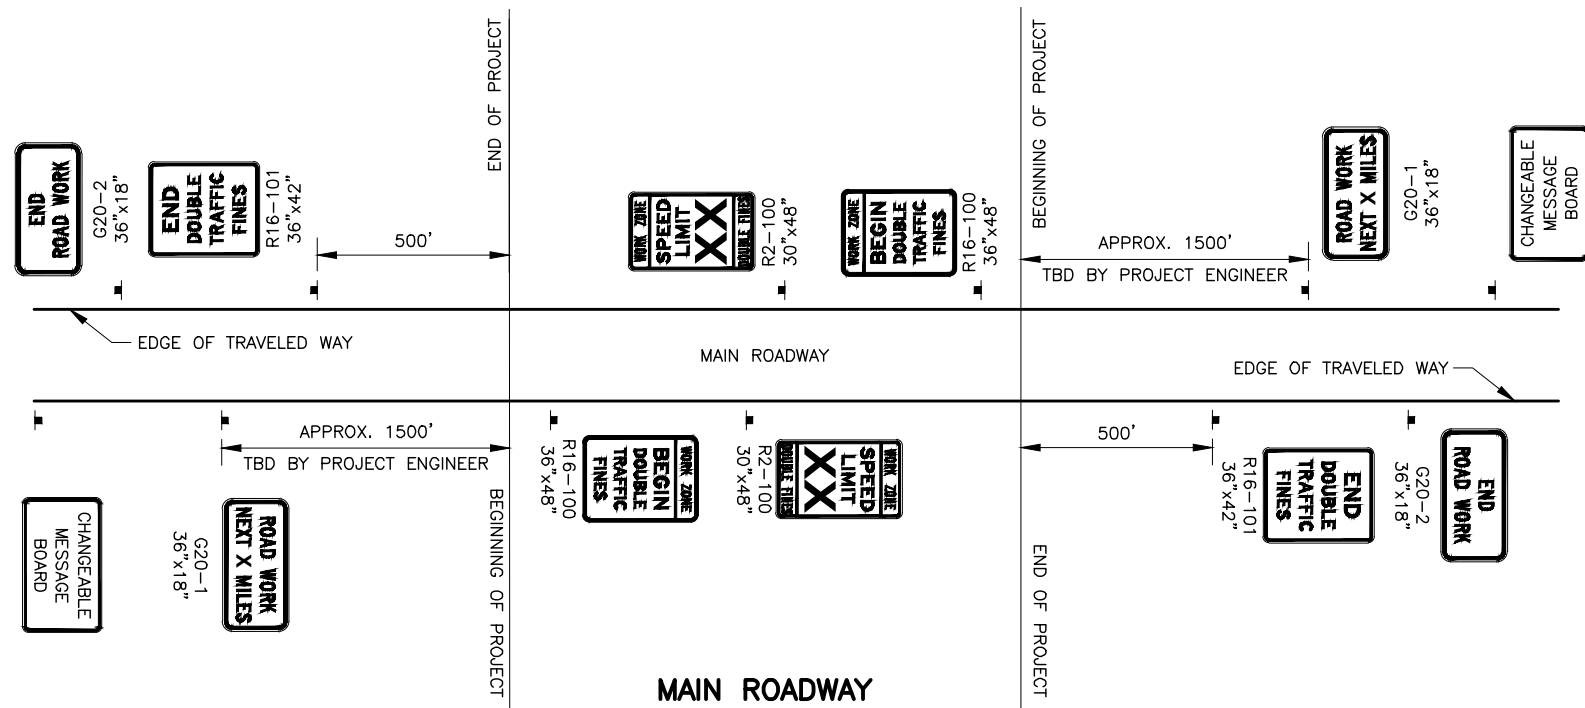 END
ROAD WORK
G20-2
36"x18"
END
DOUBLE
TRAFFIC
FINES
R16-101
36"x42"
500'
END OF PROJECT
WORK ZONE
SPEED
LIMIT
XX
DOUBLE FINES
R2-100
30"x48"
WORK ZONE
BEGIN
DOUBLE
TRAFFIC
FINES
R16-100
36"x48"
BEGINNING OF PROJECT
APPROX. 1500'
TBD BY PROJECT ENGINEER
ROAD WORK
NEXT X MILES
G20-1
36"x18"
CHANGEABLE
MESSAGE
BOARD
EDGE OF TRAVELED WAY
MAIN ROADWAY
EDGE OF TRAVELED WAY
CHANGEABLE
MESSAGE
BOARD
ROAD WORK
NEXT X MILES
G20-1
36"x18"
APPROX. 1500'
TBD BY PROJECT ENGINEER
BEGINNING OF PROJECT
WORK ZONE
BEGIN
DOUBLE
TRAFFIC
FINES
R16-100
36"x48"
WORK ZONE
SPEED
LIMIT
XX
DOUBLE FINES
R2-100
30"x48"
END OF PROJECT
500'
END
DOUBLE
TRAFFIC
FINES
R16-101
36"x42"
END
ROAD WORK
G20-2
36"x18"
MAIN ROADWAY